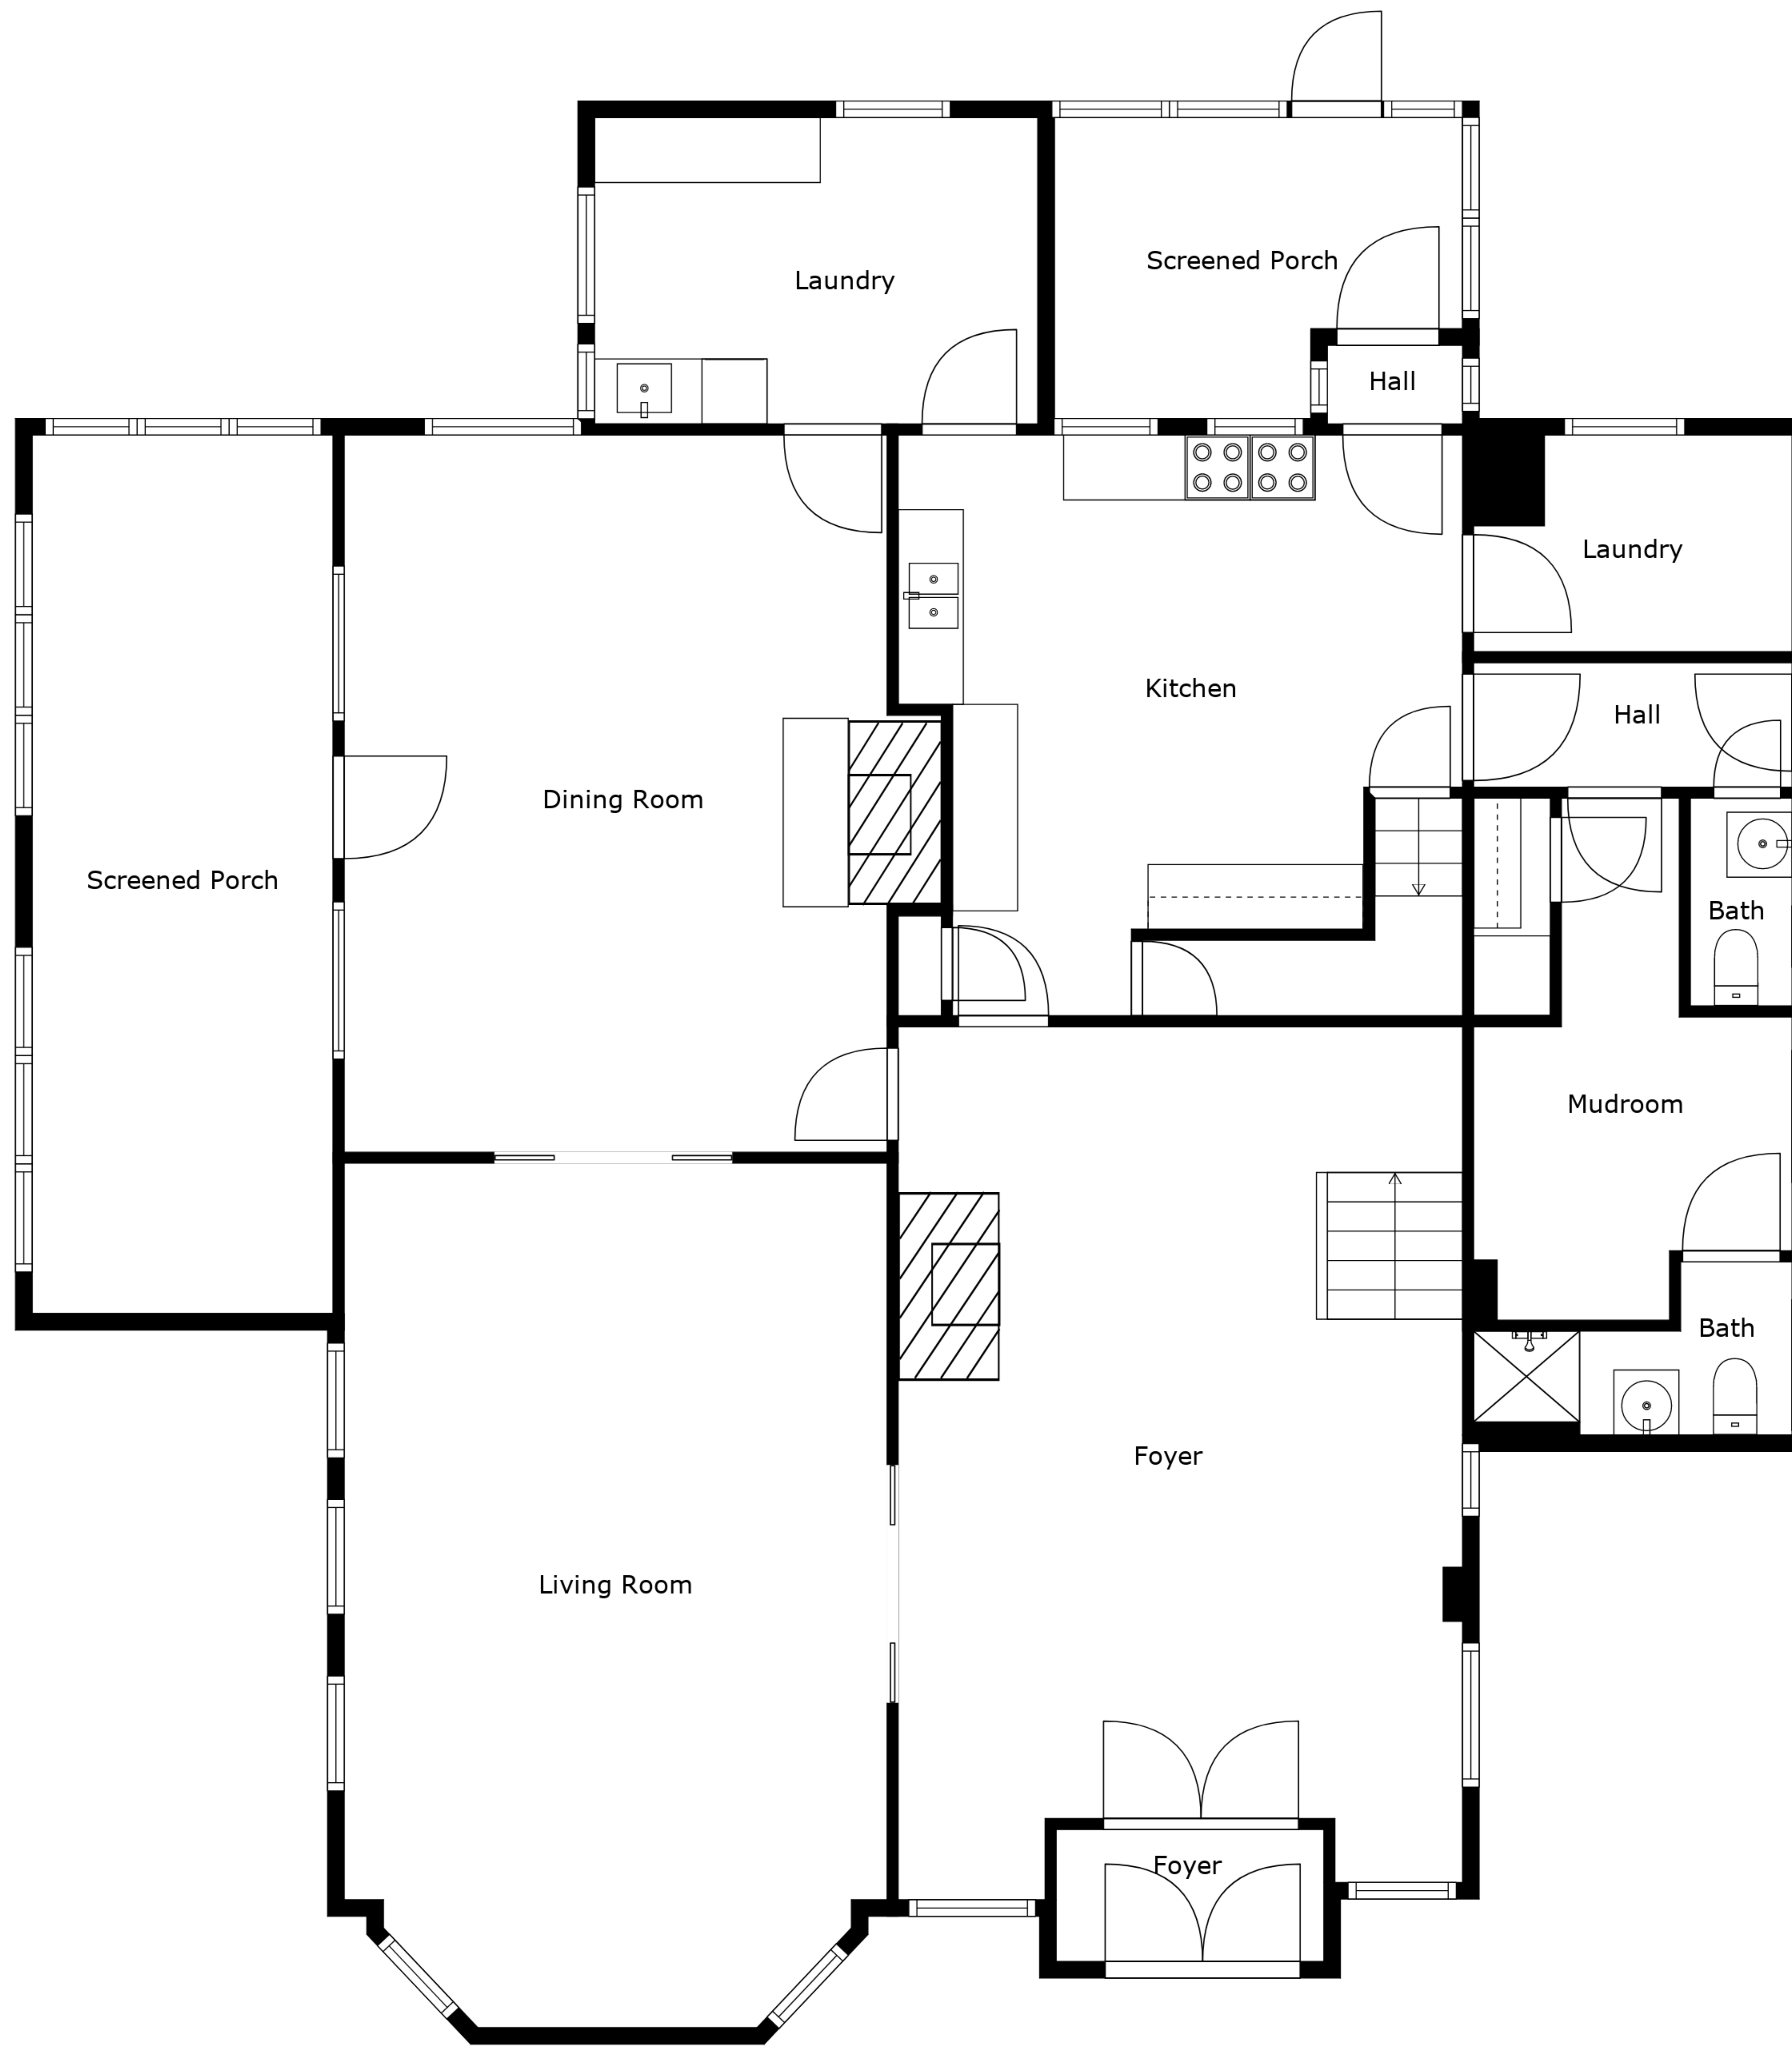 Screened Porch
Laundry
Hall
Laundry
Kitchen
Hall
Dining Room
Screened Porch
Bath
Mudroom
Bath
Foyer
Living Room
Foyer